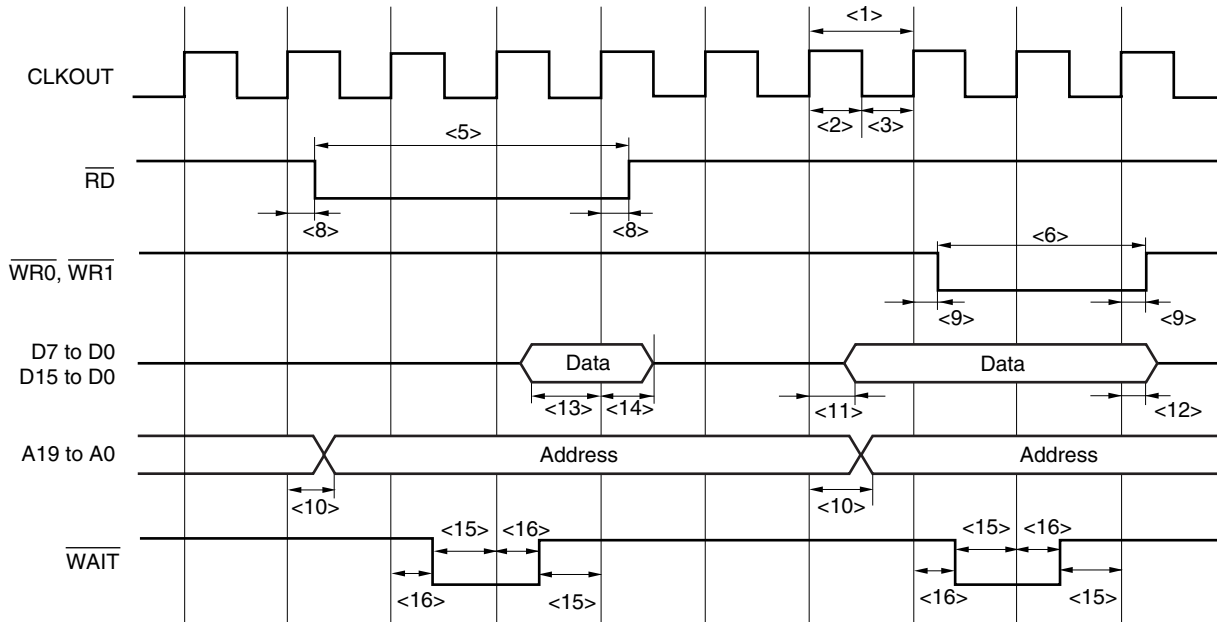 <1>
CLKOUT
<2> <3>
<5>
RD
<8> <8>
<6>
WR0, WR1
<9> <9>
D7 to D0
D15 to D0
Data Data
<13> <14> <11> <12>
A19 to A0
Address Address
<10> <10>
<15> <16> <15> <16>
WAIT
<16> <15> <16> <15>